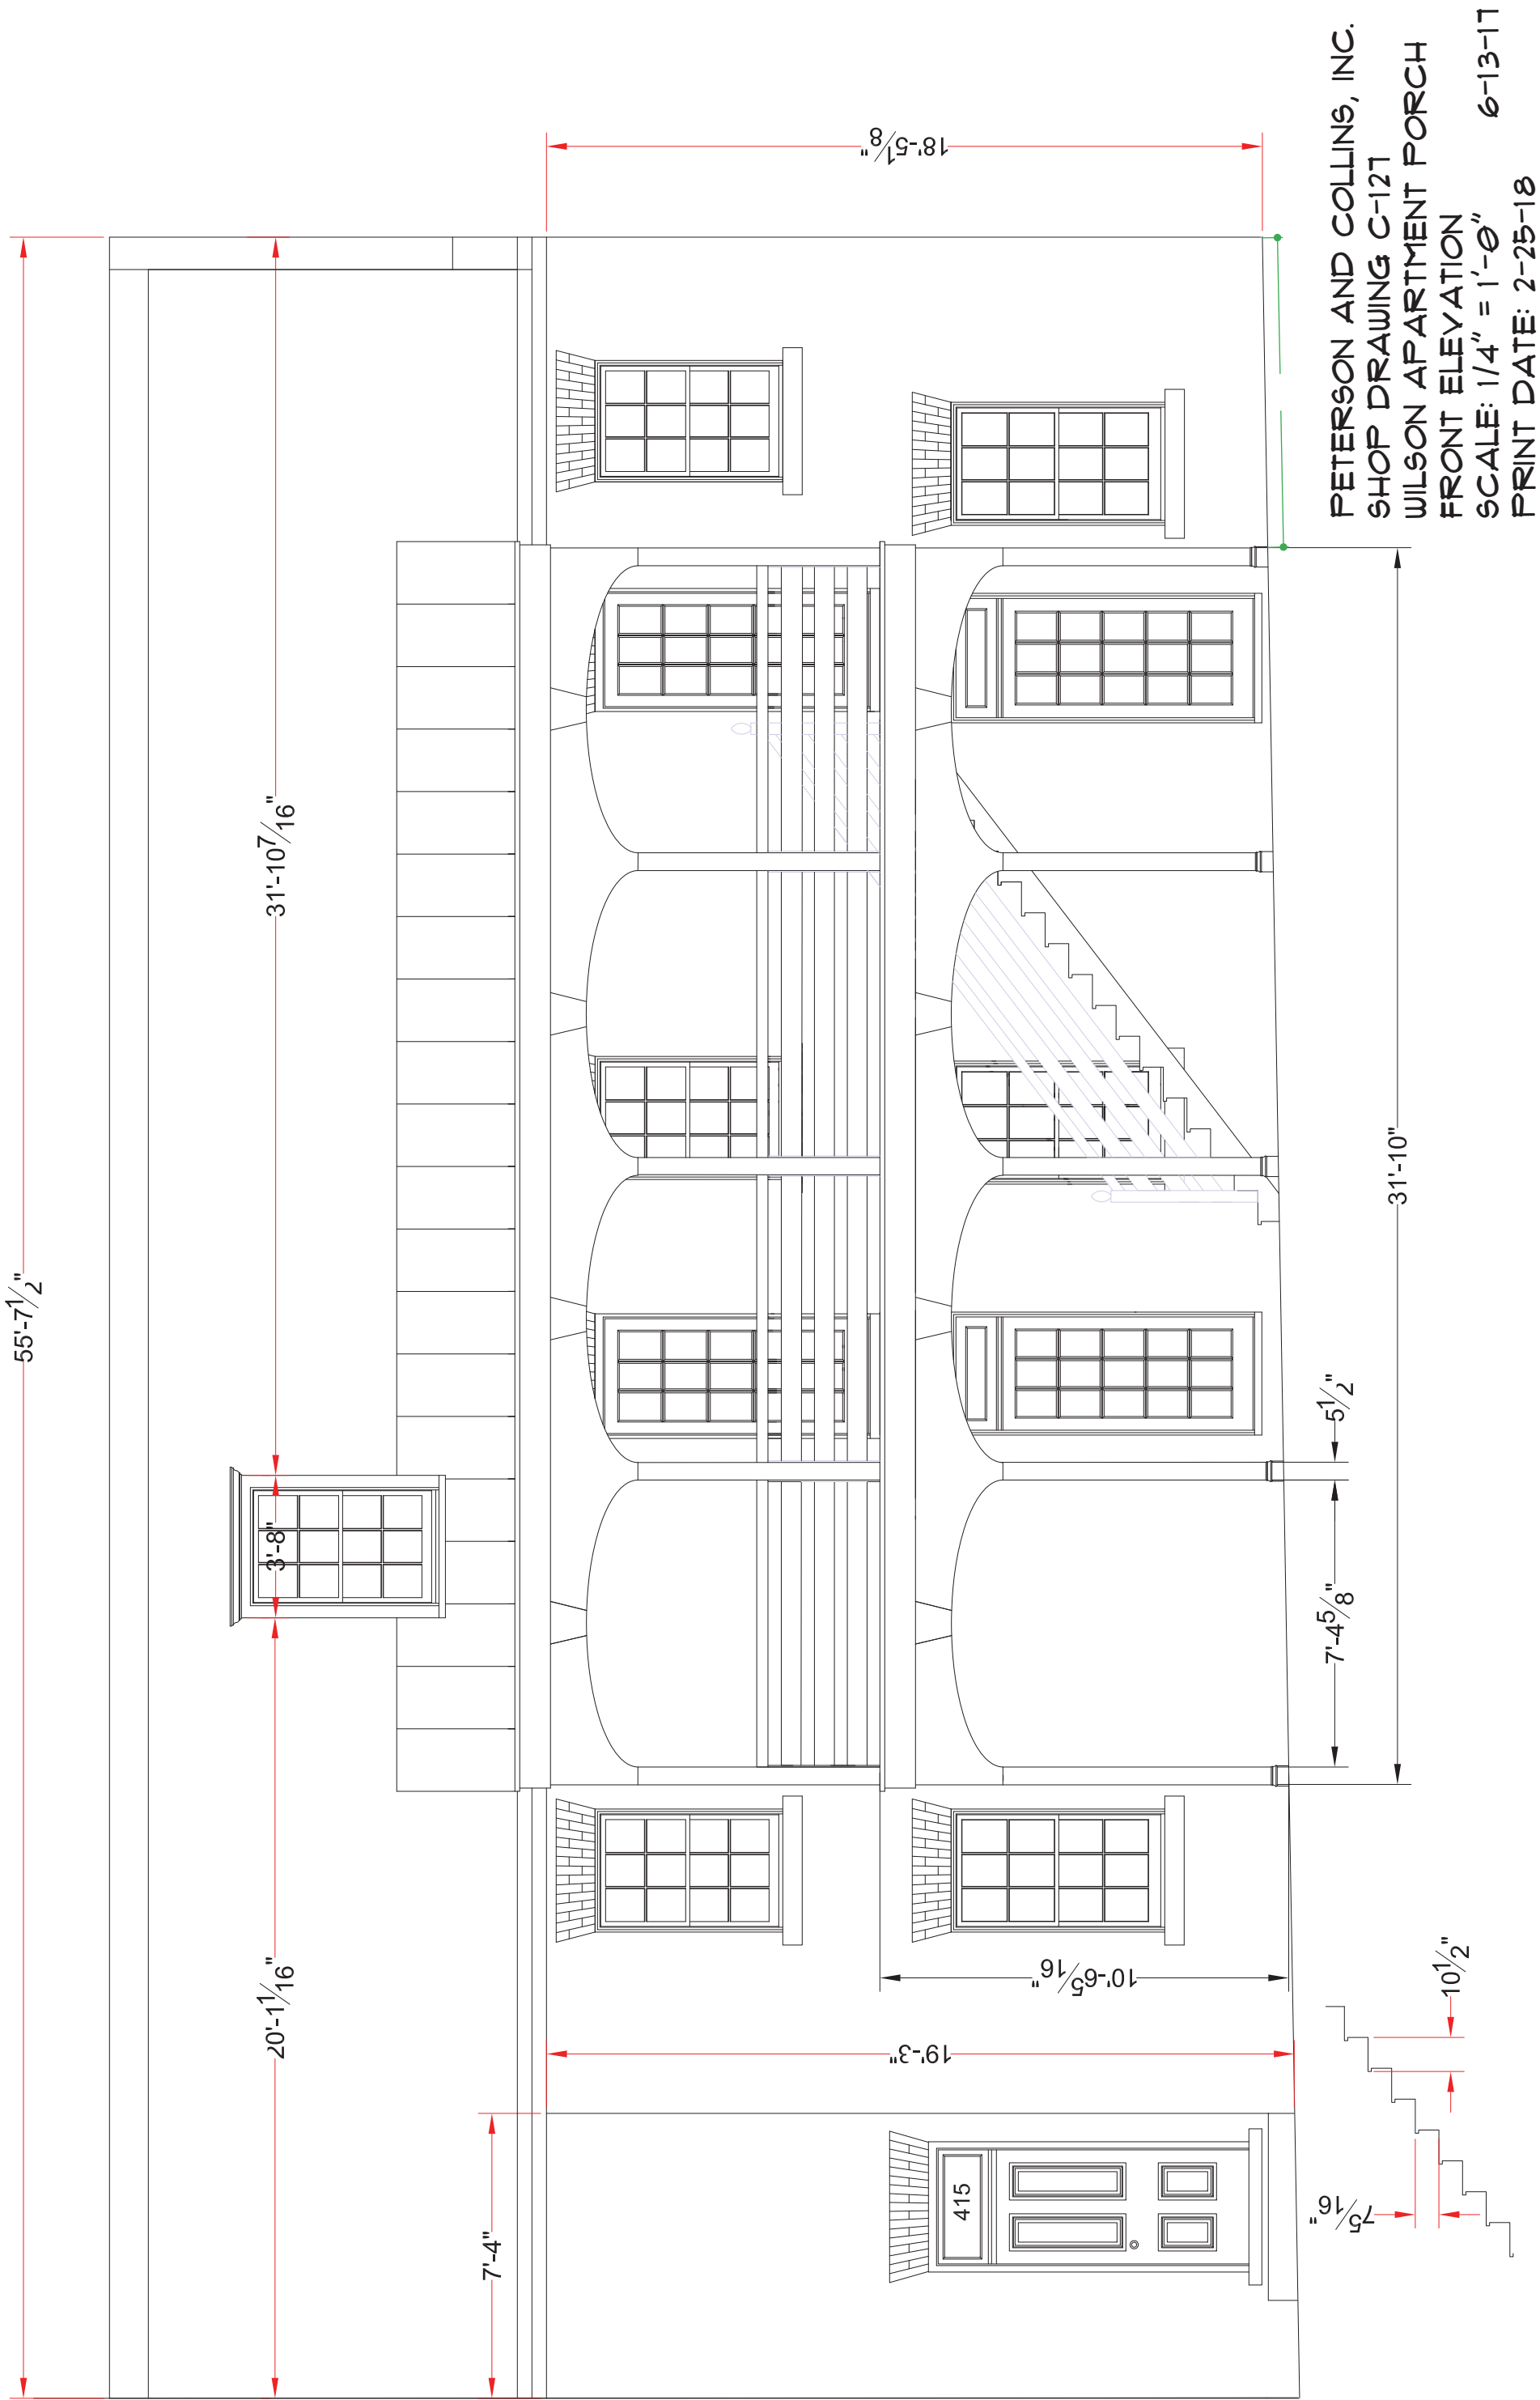 55'-7 1/2"
20'-1 1/16"
3'-8"
31'-10 7/16"
7'-4"
18'-5 1/8"
19'-3"
10'-6 5/16"
415
7'-4 5/8"
5 1/2"
31'-10"
7 5/16"
10 1/2"
PETERSON AND COLLINS, INC.
SHOP DRAWING C-127
WILSON APARTMENT PORCH
FRONT ELEVATION
SCALE: 1/4" = 1'-0" 6-13-17
PRINT DATE: 2-25-18